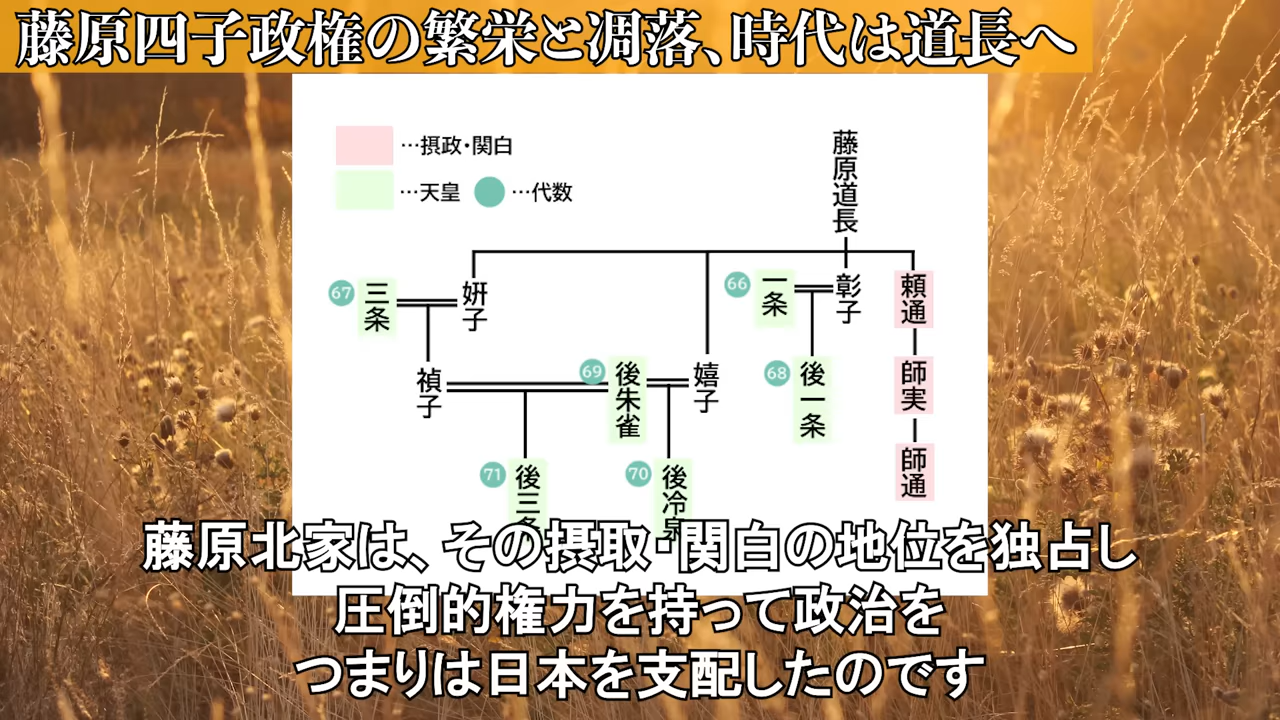 藤原四子政権の繁栄と凋落、時代は道長へ
…摂政・関白
…天皇
…代数
藤原道長
67
三条
妍子
66
一条
彰子
頼通
禎子
69
後朱雀
嬉子
68
後一条
師実
71
後三条
70
後冷泉
師通
藤原北家は、その摂取・関白の地位を独占し
圧倒的権力を持って政治を
つまりは日本を支配したのです